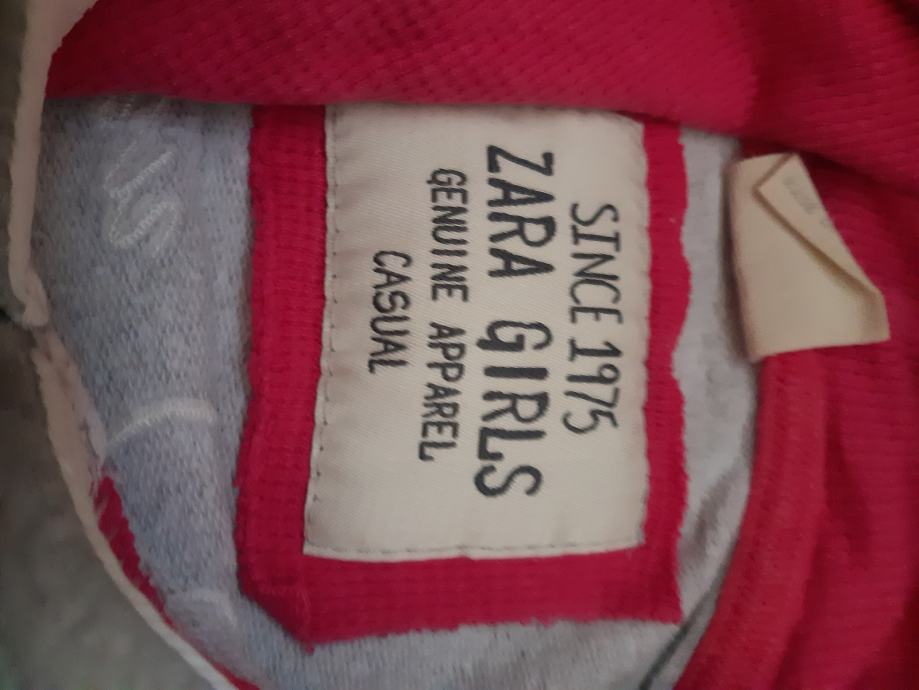 SINCE 1975
ZARA GIRLS
GENUINE APPAREL
CASUAL